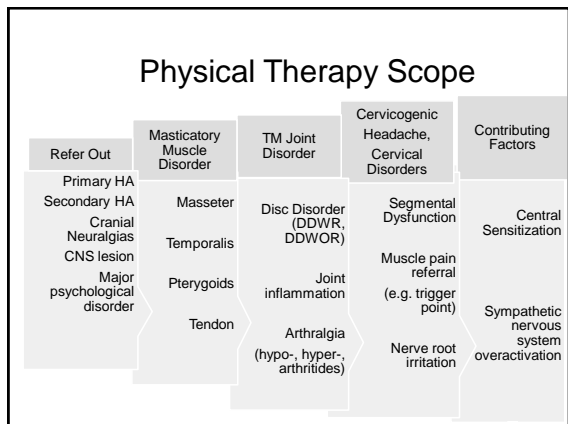 Physical Therapy Scope
Refer Out
Primary HA
Secondary HA
Cranial
Neuralgias
CNS lesion
Major
psychological
disorder
Masticatory
Muscle
Disorder
Masseter
Temporalis
Pterygoids
Tendon
TM Joint
Disorder
Disc Disorder
(DDWR,
DDWOR)
Joint
inflammation
Arthralgia
(hypo-, hyper-,
arthritides)
Cervicogenic
Headache,
Cervical
Disorders
Segmental
Dysfunction
Muscle pain
referral
(e.g. trigger
point)
Nerve root
irritation
Contributing
Factors
Central
Sensitization
Sympathetic
nervous
system
overactivation